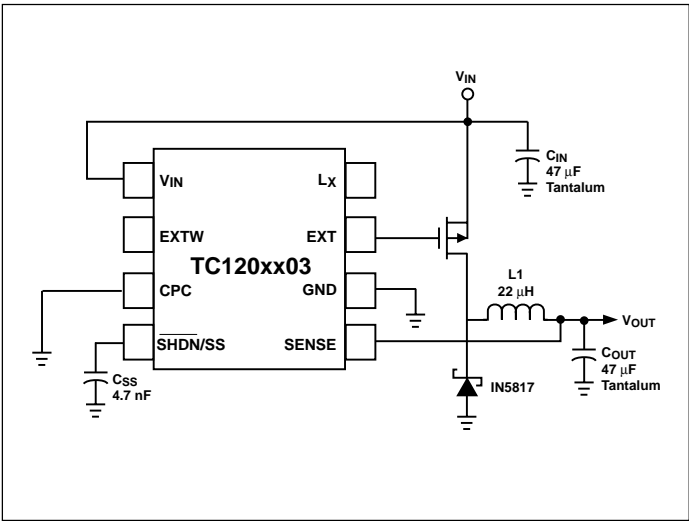 VIN
CIN
47 µF
Tantalum
VIN
LX
EXTW
EXT
TC120xx03
CPC
GND
SHDN/SS
SENSE
CSS
4.7 nF
L1
22 µH
VOUT
COUT
47 µF
Tantalum
IN5817